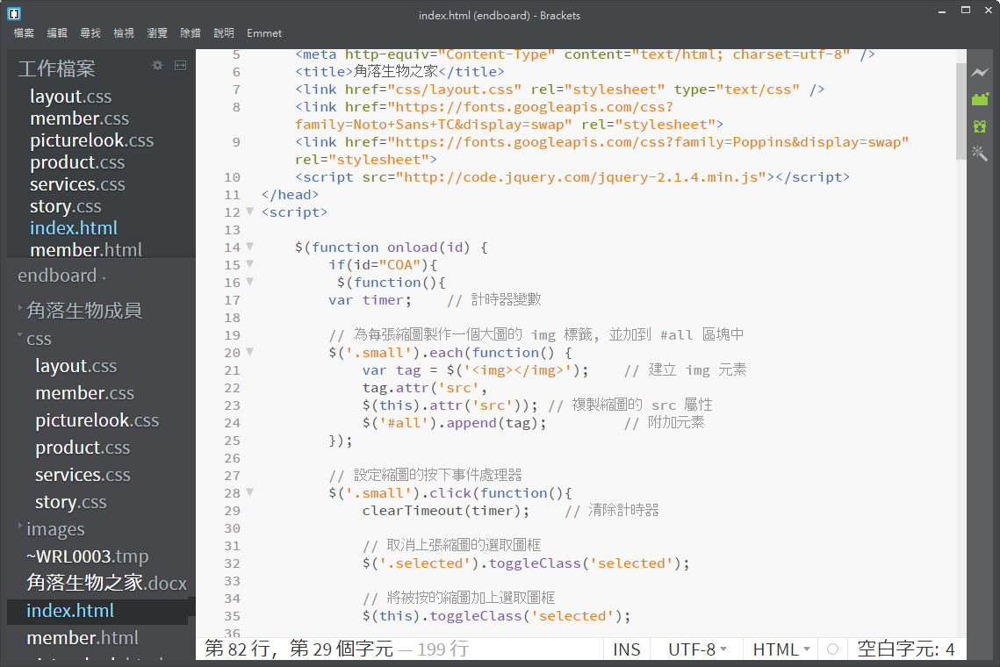 index.html (endboard) - Brackets
檔案 編輯 尋找 檢視 瀏覽 除錯 說明 Emmet
工作檔案
layout.css
member.css
picturelook.css
product.css
services.css
story.css
index.html
member.html
endboard
角落生物成員
css
layout.css
member.css
picturelook.css
product.css
services.css
story.css
images
~WRL0003.tmp
角落生物之家.docx
index.html
member.html
5 <meta http-equiv="Content-Type" content="text/html; charset=utf-8" />
6 <title>角落生物之家</title>
7 <link href="css/layout.css" rel="stylesheet" type="text/css" />
8 <link href="https://fonts.googleapis.com/css?
family=Noto+Sans+TC&display=swap" rel="stylesheet">
9 <link href="https://fonts.googleapis.com/css?family=Poppins&display=swap"
rel="stylesheet">
10 <script src="http://code.jquery.com/jquery-2.1.4.min.js"></script>
11 </head>
12 <script>
13
14 $(function onload(id) {
15 if(id="COA"){
16 $(function(){
17 var timer; // 計時器變數
18
19 // 為每張縮圖製作一個大圖的 img 標籤, 並加到 #all 區塊中
20 $('.small').each(function() {
21 var tag = $('<img></img>'); // 建立 img 元素
22 tag.attr('src',
23 $(this).attr('src')); // 複製縮圖的 src 屬性
24 $('#all').append(tag); // 附加元素
25 });
26
27 // 設定縮圖的按下事件處理器
28 $('.small').click(function(){
29 clearTimeout(timer); // 清除計時器
30
31 // 取消上張縮圖的選取圖框
32 $('.selected').toggleClass('selected');
33
34 // 將被按的縮圖加上選取圖框
35 $(this).toggleClass('selected');
36
第 82 行, 第 29 個字元 — 199 行
INS UTF-8 HTML 空白字元: 4